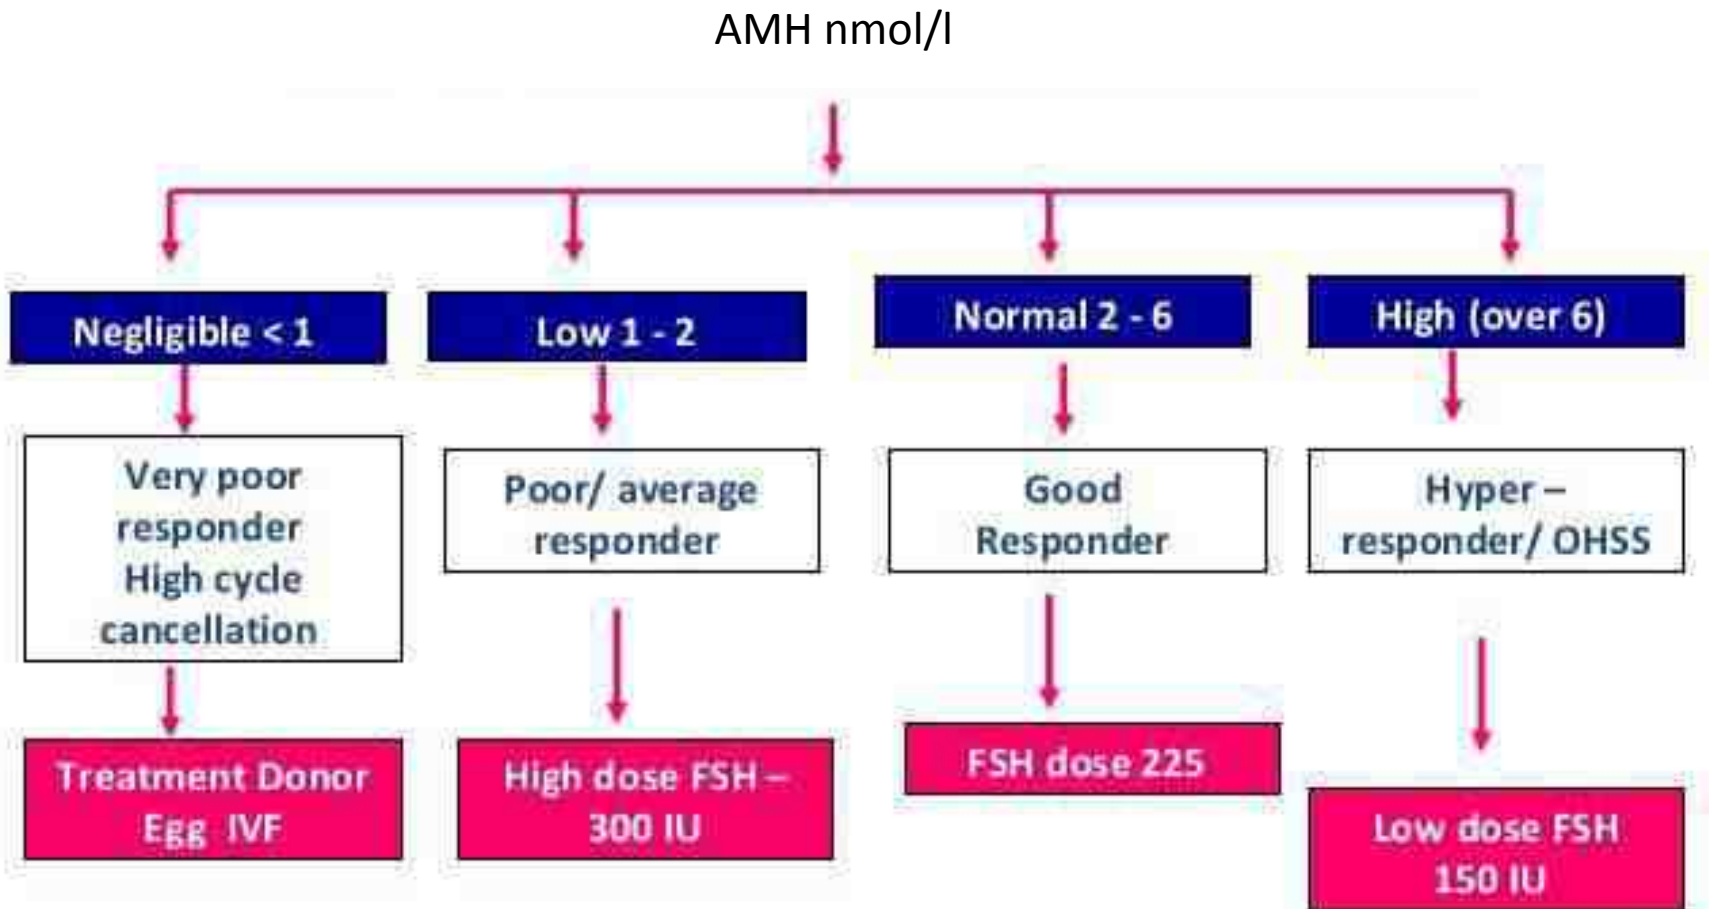 AMH nmol/l
Negligible < 1
Low 1 - 2
Normal 2 - 6
High (over 6)
Very poor
responder
High cycle
cancellation
Poor/ average
responder
Good
Responder
Hyper –
responder/ OHSS
Treatment Donor
Egg IVF
High dose FSH –
300 IU
FSH dose 225
Low dose FSH
150 IU